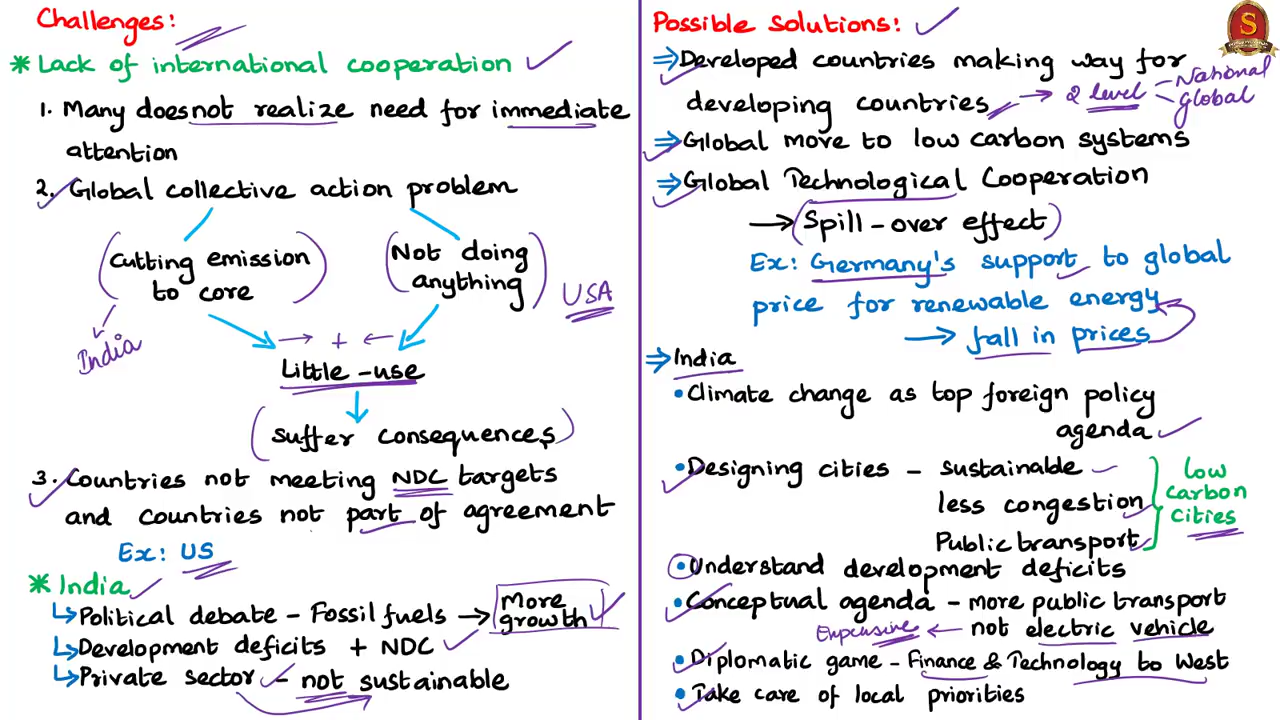 Challenges:
* Lack of international cooperation
1. Many does not realize need for immediate
attention
2. Global collective action problem
Cutting emission
to core
Not doing
anything
USA
India
+
Little-use
Suffer consequences
3. Countries not meeting NDC targets
and countries not part of agreement
Ex: US
* India
Political debate - Fossil fuels → More
growth
Development deficits + NDC
Private sector - not sustainable
Possible solutions:
⇒ Developed countries making way for
developing countries → 2 level
National
Global
⇒ Global move to low carbon systems
⇒ Global Technological Cooperation
→ (Spill-over effect)
Ex: Germany's support to global
price for renewable energy
→ fall in prices
⇒ India
• Climate change as top foreign policy
agenda
• Designing cities - sustainable
less congestion
Public transport
low
carbon
cities
• Understand development deficits
• Conceptual agenda - more public transport
Expensive ← not electric vehicle
• Diplomatic game - Finance & Technology to West
• Take care of local priorities
S